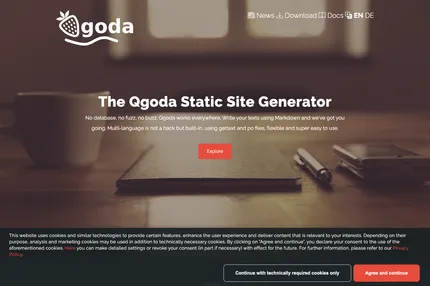 Qgoda
News Download Docs EN DE
The Qgoda Static Site Generator
No database, no fuzz, no buzz: Qgoda works everywhere. Write your texts using Markdown and we've got you
going. Multi-language is not a hack but built-in, using gettext and po files, flexible and super easy to use.
Explore
This website uses cookies and similar technologies to provide certain features, enhance the user experience and deliver content that is relevant to your interests. Depending on their
purpose, analysis and marketing cookies may be used in addition to technically necessary cookies. By clicking on "Agree and continue", you declare your consent to the use of the
aforementioned cookies. Here you can make detailed settings or revoke your consent (in part if necessary) with effect for the future. For further information, please refer to our Privacy
Policy.
Continue with technically required cookies only
Agree and continue